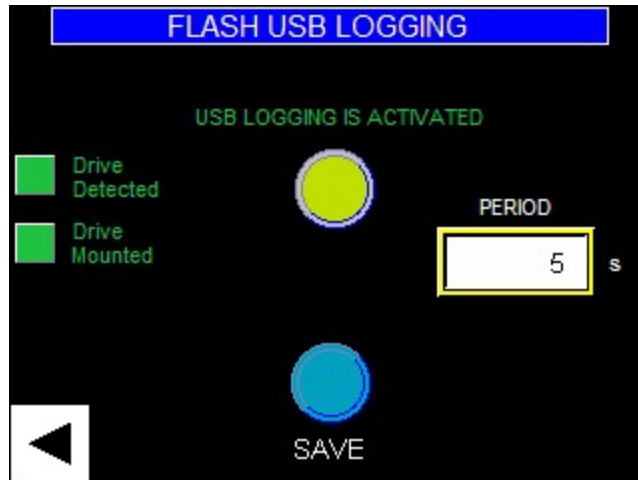 FLASH USB LOGGING
USB LOGGING IS ACTIVATED
Drive
Detected
Drive
Mounted
PERIOD
5 s
SAVE